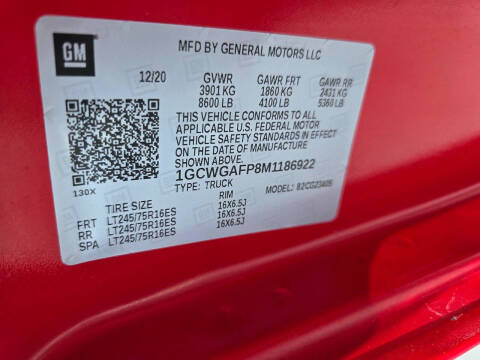 GM
MFD BY GENERAL MOTORS LLC
12/20 GVWR GAWR FRT GAWR RR
3901 KG 1860 KG 2431 KG
8600 LB 4100 LB 5360 LB
THIS VEHICLE CONFORMS TO ALL
APPLICABLE U.S. FEDERAL MOTOR
VEHICLE SAFETY STANDARDS IN EFFECT
ON THE DATE OF MANUFACTURE
SHOWN ABOVE.
130X 1GCWGAFP8M1186922
TYPE: TRUCK MODEL: 82CG23405
TIRE SIZE RIM
FRT LT245/75R16ES 16X6.5J
RR LT245/75R16ES 16X6.5J
SPA LT245/75R16ES 16X6.5J